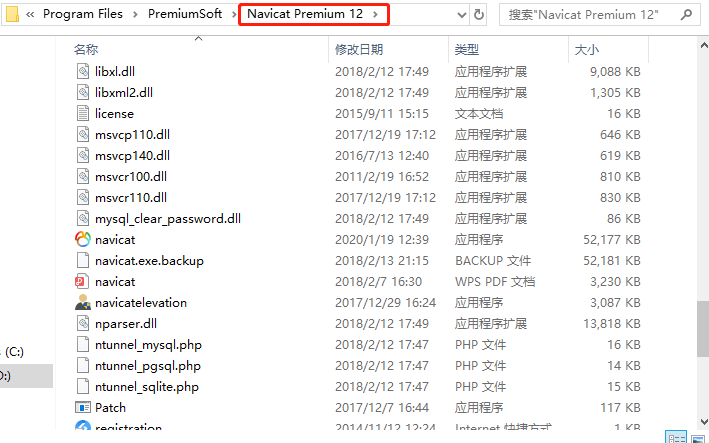 « Program Files › PremiumSoft › Navicat Premium 12 › 搜索"Navicat Premium 12"
名称 修改日期 类型 大小
libxl.dll 2018/2/12 17:49 应用程序扩展 9,088 KB
libxml2.dll 2018/2/12 17:49 应用程序扩展 1,305 KB
license 2015/9/11 15:15 文本文档 16 KB
msvcp110.dll 2017/12/19 17:12 应用程序扩展 646 KB
msvcp140.dll 2016/7/13 12:40 应用程序扩展 619 KB
msvcr100.dll 2011/2/19 16:52 应用程序扩展 810 KB
msvcr110.dll 2017/12/19 17:12 应用程序扩展 830 KB
mysql_clear_password.dll 2018/2/12 17:49 应用程序扩展 86 KB
navicat 2020/1/19 12:39 应用程序 52,177 KB
navicat.exe.backup 2018/2/13 21:15 BACKUP 文件 52,181 KB
navicat 2018/2/7 16:30 WPS PDF 文档 3,230 KB
navicatelevation 2017/12/29 16:24 应用程序 3,087 KB
nparser.dll 2018/2/12 17:49 应用程序扩展 13,818 KB
ntunnel_mysql.php 2018/2/12 17:47 PHP 文件 16 KB
ntunnel_pgsql.php 2018/2/12 17:47 PHP 文件 14 KB
(C:)
ntunnel_sqlite.php 2018/2/12 17:47 PHP 文件 15 KB
:)
Patch 2017/12/7 16:44 应用程序 117 KB
registration 2014/11/12 12:24 Internet 快捷方式 1 KB